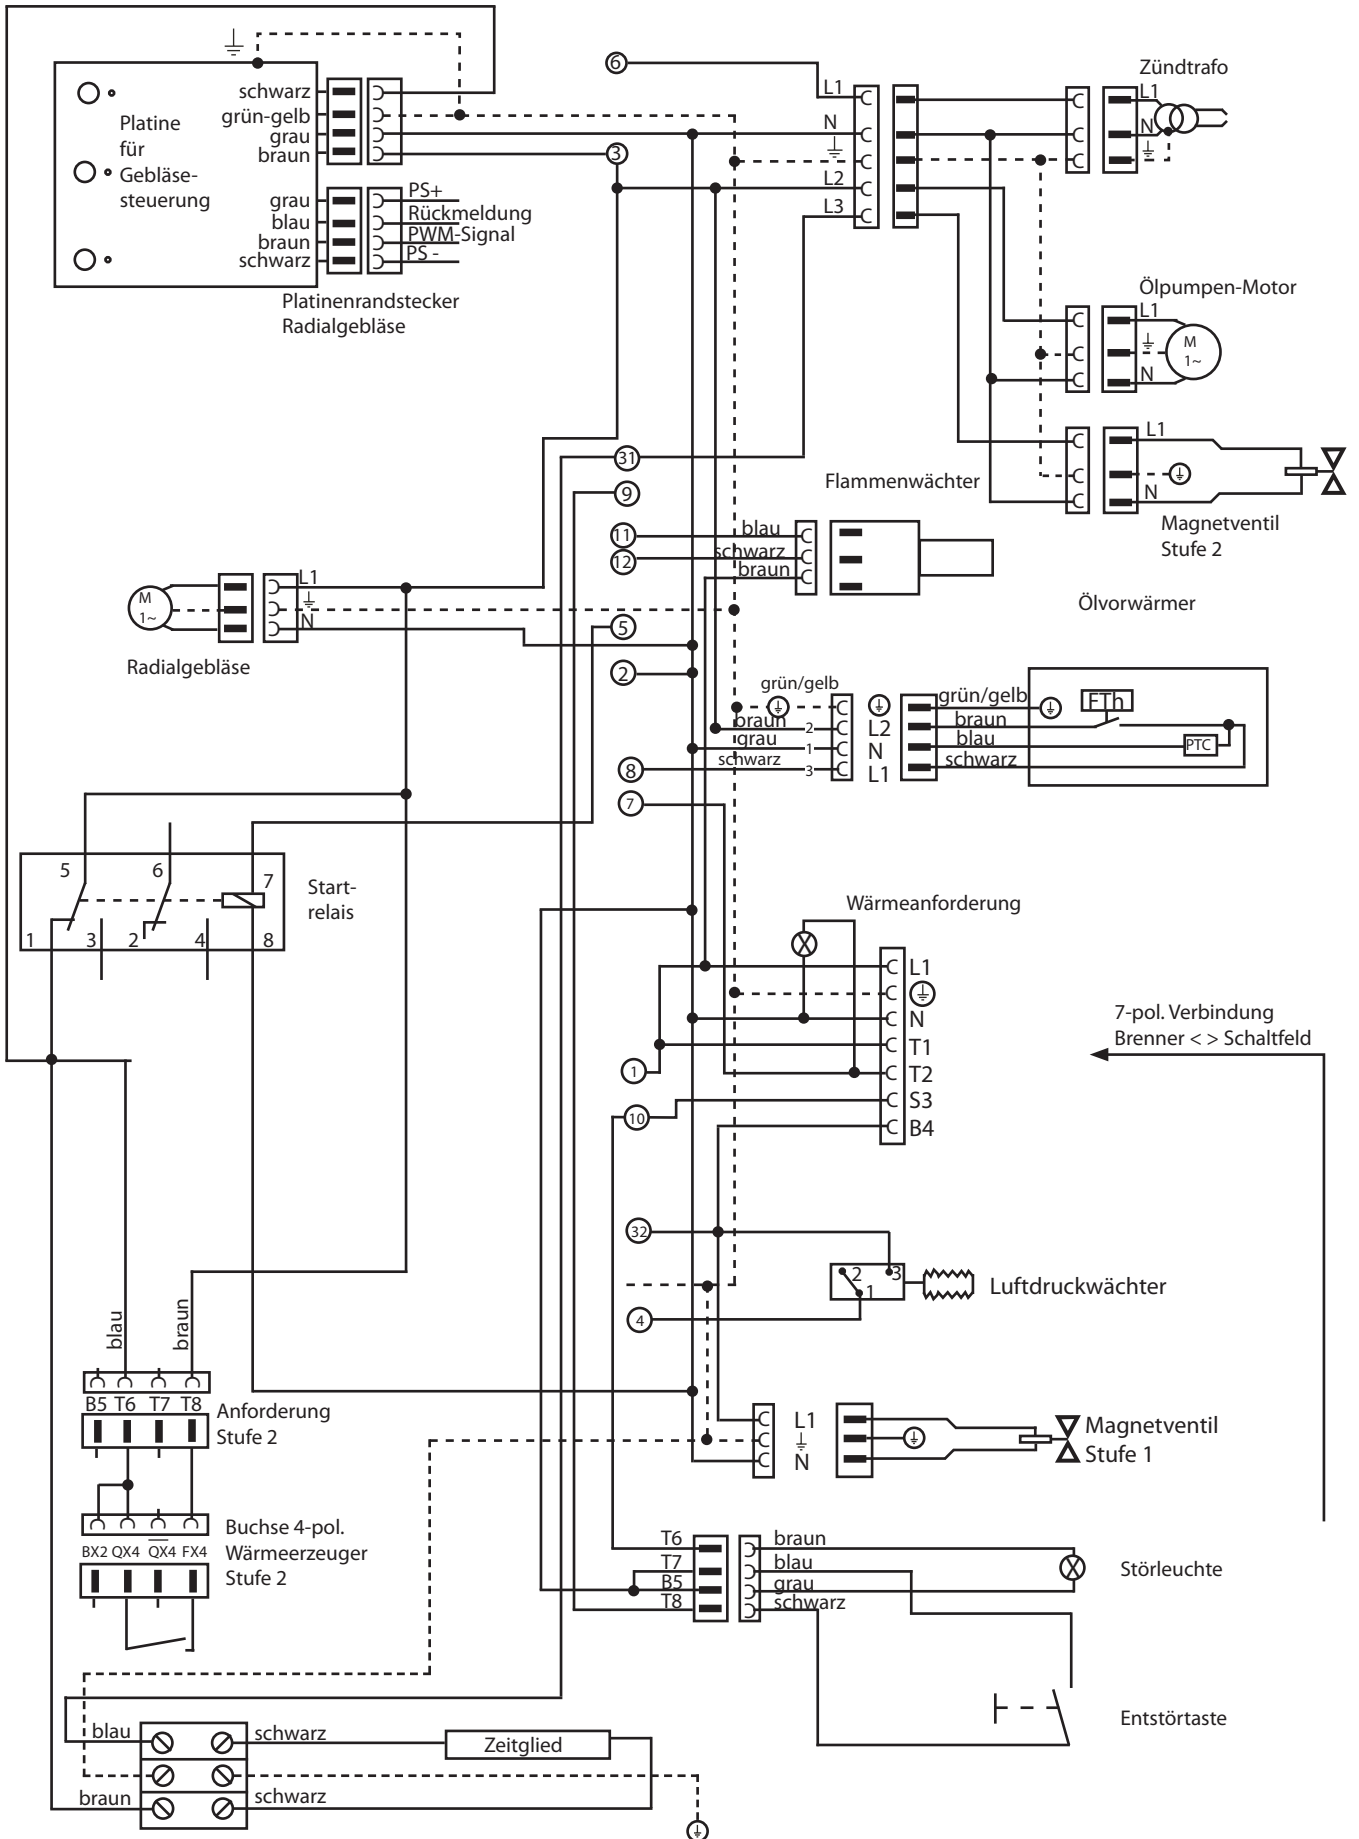 Platine
für
Gebläse-
steuerung
schwarz
grün-gelb
grau
braun
grau
blau
braun
schwarz
PS+
Rückmeldung
PWM-Signal
PS -
Platinenrandstecker
Radialgebläse
6
3
L1
N
L2
L3
Zündtrafo
L1
N
Ölpumpen-Motor
L1
N
M
1~
L1
N
Magnetventil
Stufe 2
31
9
11
12
Flammenwächter
blau
schwarz
braun
M
1~
L1
N
Radialgebläse
5
2
8
7
Ölvorwärmer
grün/gelb
braun
grau
schwarz
2
1
3
L2
N
L1
grün/gelb
braun
blau
schwarz
FTh
PTC
5
6
7
1
3
2
4
8
Start-
relais
Wärmeanforderung
L1
N
T1
T2
S3
B4
1
10
7-pol. Verbindung
Brenner < > Schaltfeld
32
4
2
3
1
Luftdruckwächter
blau
braun
B5 T6 T7 T8
Anforderung
Stufe 2
L1
N
Magnetventil
Stufe 1
Buchse 4-pol.
Wärmeerzeuger
Stufe 2
BX2 QX4 QX4 FX4
T6
T7
B5
T8
braun
blau
grau
schwarz
Störleuchte
Entstörtaste
blau
braun
schwarz
schwarz
Zeitglied